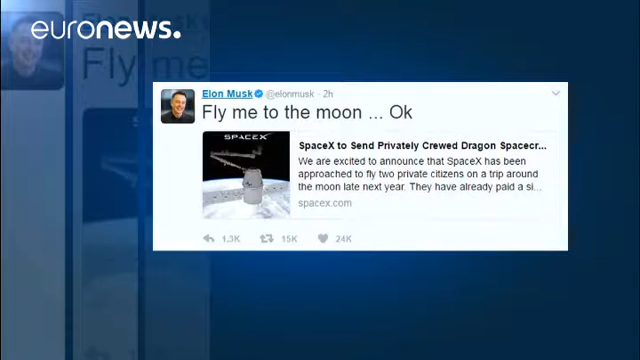 euronews.
Fly me
Elon Musk @elonmusk · 2h
Fly me to the moon ... Ok
SPACEX
SpaceX to Send Privately Crewed Dragon Spacecr...
We are excited to announce that SpaceX has been
approached to fly two private citizens on a trip around
the moon late next year. They have already paid a si...
spacex.com
1.3K 15K 24K